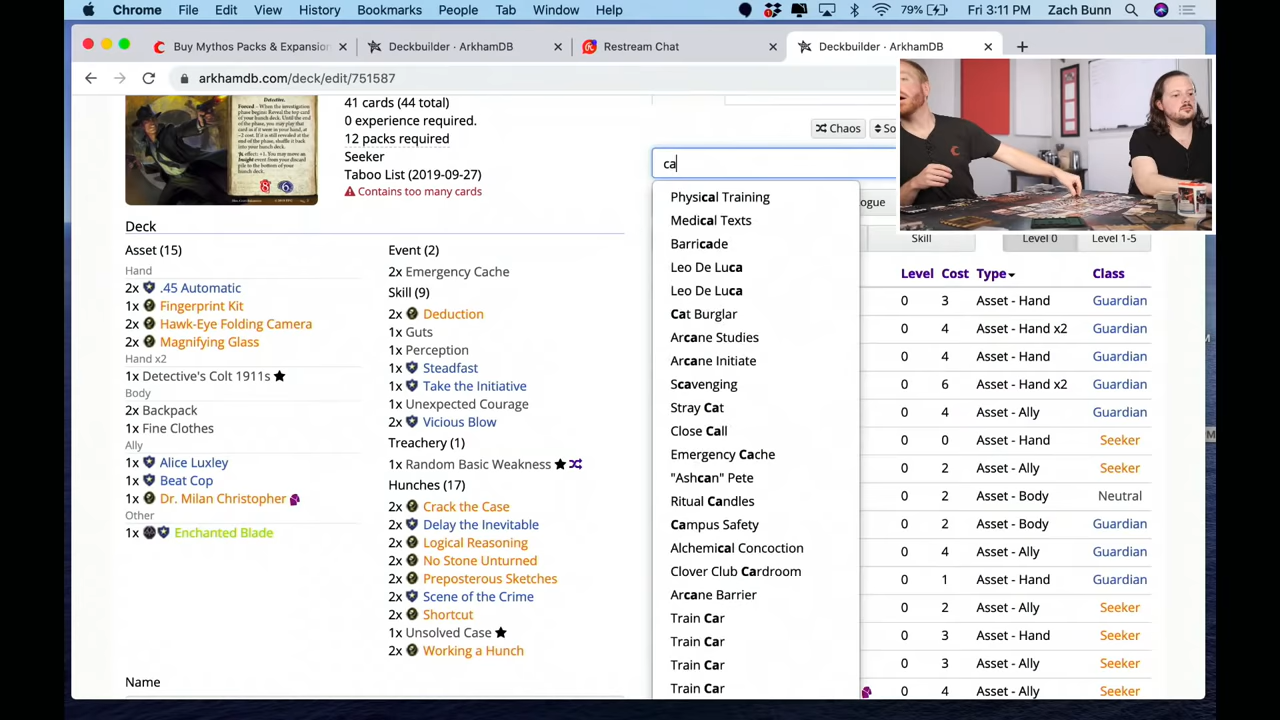 Chrome File Edit View History Bookmarks People Tab Window Help 79% Fri 3:11 PM Zach Bunn
Buy Mythos Packs & Expansion
Deckbuilder · ArkhamDB
Restream Chat
Deckbuilder · ArkhamDB
arkhamdb.com/deck/edit/751587
Detective.
41 cards (44 total)
0 experience required.
12 packs required
Seeker
Taboo List (2019-09-27)
Contains too many cards
Chaos
So
ca
Deck
Asset (15)
Hand
2x .45 Automatic
1x Fingerprint Kit
2x Hawk-Eye Folding Camera
2x Magnifying Glass
Hand x2
1x Detective's Colt 1911s
Body
2x Backpack
1x Fine Clothes
Ally
1x Alice Luxley
1x Beat Cop
1x Dr. Milan Christopher
Other
1x Enchanted Blade
Event (2)
2x Emergency Cache
Skill (9)
2x Deduction
1x Guts
1x Perception
1x Steadfast
1x Take the Initiative
1x Unexpected Courage
2x Vicious Blow
Treachery (1)
1x Random Basic Weakness
Hunches (17)
2x Crack the Case
2x Delay the Inevitable
2x Logical Reasoning
2x No Stone Unturned
2x Preposterous Sketches
2x Scene of the Crime
2x Shortcut
1x Unsolved Case
2x Working a Hunch
Name
Physical Training
Medical Texts
Barricade
Leo De Luca
Leo De Luca
Cat Burglar
Arcane Studies
Arcane Initiate
Scavenging
Stray Cat
Close Call
Emergency Cache
"Ashcan" Pete
Ritual Candles
Campus Safety
Alchemical Concoction
Clover Club Cardroom
Arcane Barrier
Train Car
Train Car
Train Car
Train Car
ogue
Skill
Level 0
Level 1-5
Level Cost Type Class
0 3 Asset - Hand Guardian
0 4 Asset - Hand x2 Guardian
0 4 Asset - Hand Guardian
0 6 Asset - Hand x2 Guardian
0 4 Asset - Ally Guardian
0 0 Asset - Hand Seeker
0 2 Asset - Ally Seeker
0 2 Asset - Body Neutral
0 2 Asset - Body Guardian
0 4 Asset - Ally Guardian
0 1 Asset - Hand Guardian
0 2 Asset - Ally Seeker
0 3 Asset - Hand Seeker
0 3 Asset - Ally Seeker
0 4 Asset - Ally Seeker